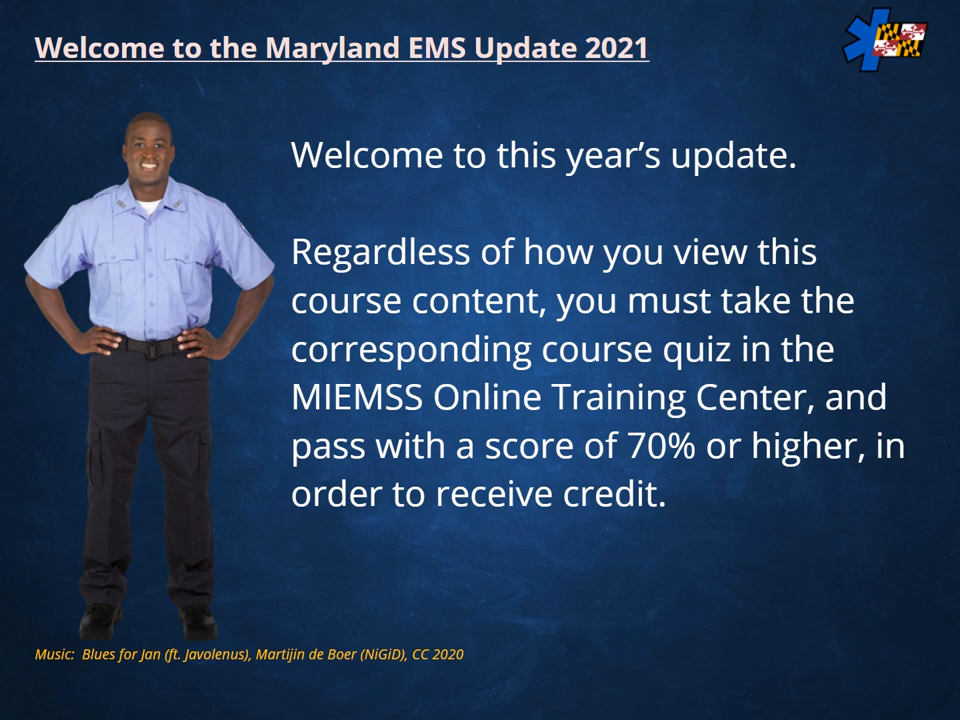 Welcome to the Maryland EMS Update 2021
Welcome to this year’s update.
Regardless of how you view this
course content, you must take the
corresponding course quiz in the
MIEMSS Online Training Center, and
pass with a score of 70% or higher, in
order to receive credit.
Music:  Blues for Jan (ft. Javolenus), Martijin de Boer (NiGiD), CC 2020